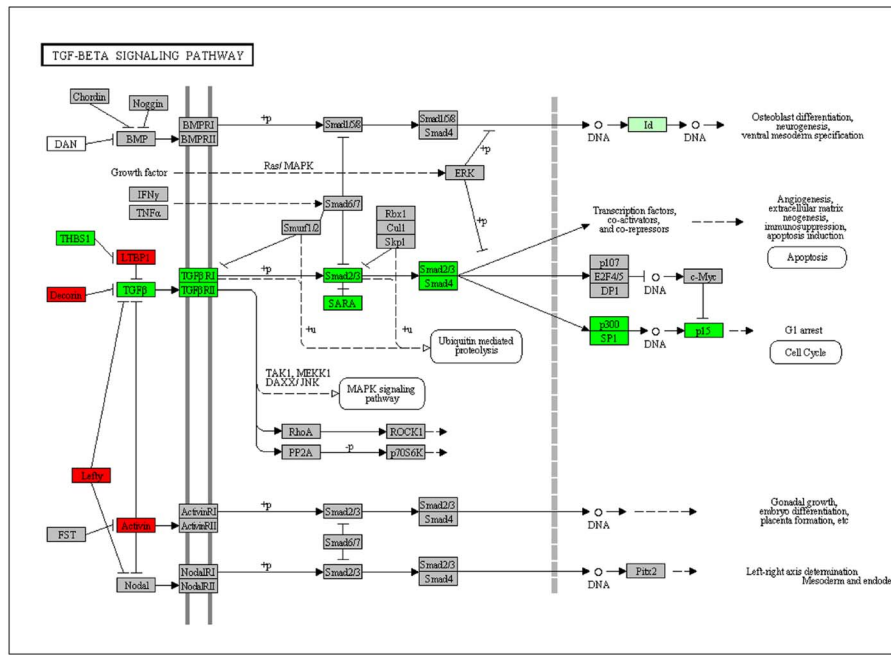 TGF-BETA SIGNALING PATHWAY
Chordin
Noggin
DAN
BMP
BMPRI
BMPRII
+p
Smad1/5/8
Smad1/5/8
Smad4
DNA
Id
DNA
Osteoblast differentiation,
neurogenesis,
ventral mesoderm specification
Growth factor
Ras/ MAPK
ERK
+p
+p
IFNγ
TNFα
Smad6/7
Smurf1/2
Rbx1
Cul1
Skp1
Transcription factors,
co-activators,
and co-repressors
Angiogenesis,
extracellular matrix
neogenesis,
immunosuppression,
apoptosis induction
Apoptosis
THBS1
LTBP1
Decorin
TGFβ
TGFβRI
TGFβRII
+p
Smad2/3
SARA
Smad2/3
Smad4
p107
E2F4/5
DP1
DNA
c-Myc
p300
SP1
DNA
p15
G1 arrest
Cell Cycle
+u
+u
Ubiquitin mediated
proteolysis
TAK1, MEKK1
DAXX/ JNK
MAPK signaling
pathway
RhoA
ROCK1
PP2A
-p
p70S6K
Lefty
FST
Activin
ActivinRI
ActivinRII
+p
Smad2/3
Smad2/3
Smad4
DNA
Gonadal growth,
embryo differentiation,
placenta formation, etc
Smad6/7
Nodal
NodalRI
NodalRII
+p
Smad2/3
Smad2/3
Smad4
DNA
Pitx2
Left-right axis determination
Mesoderm and endode